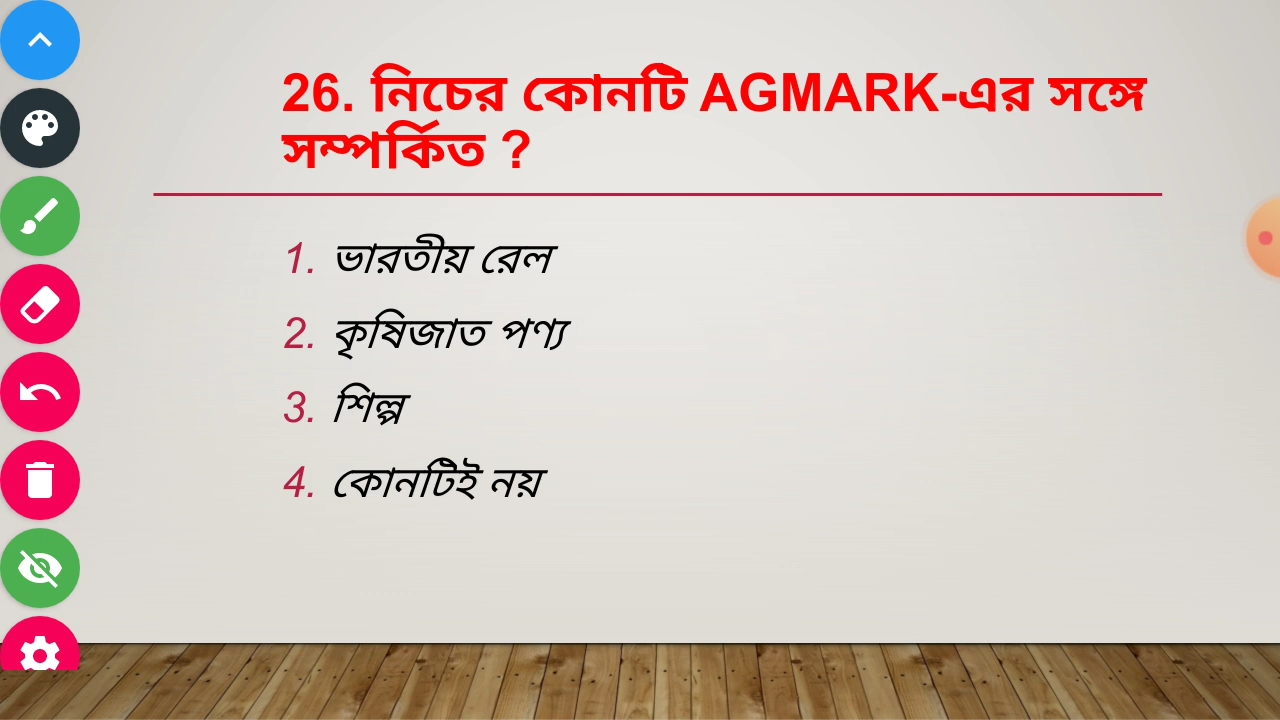 26. নিচের কোনটি AGMARK-এর সঙ্গে
সম্পর্কিত ?
1. ভারতীয় রেল
2. কৃষিজাত পণ্য
3. শিল্প
4. কোনটিই নয়